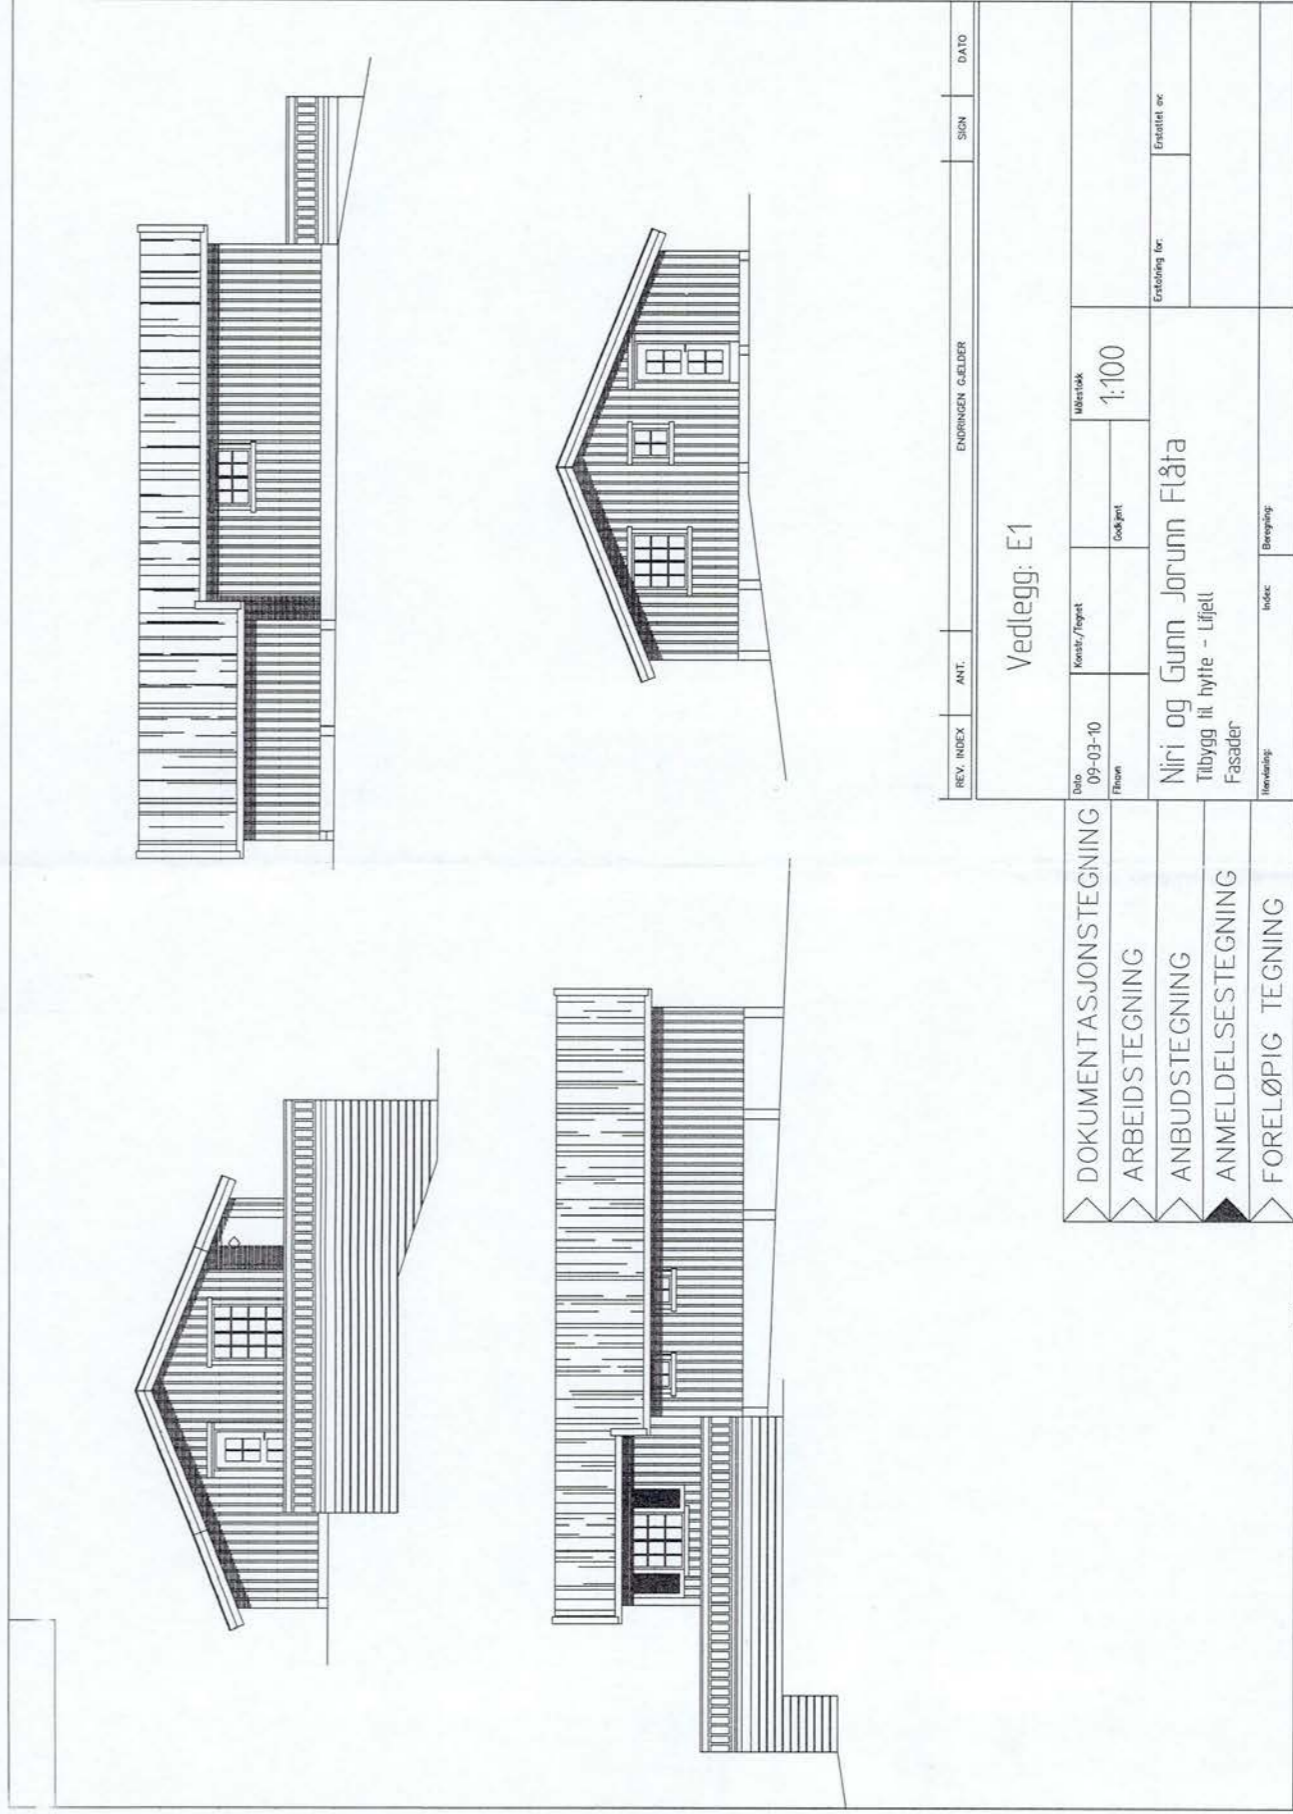 REV. INDEX ANT. ENDRINGEN GJELDER SIGN DATO
Vedlegg: E1
DOKUMENTASJONSTEGNING
ARBEIDSTEGNING
ANBUDSTEGNING
ANMELDELSESTEGNING
FORELØPIG TEGNING
Dato Konstr./Tegnet Målestokk
09-03-10 1:100
Filnavn Godkjent
Niri og Gunn Jorunn Flåta
Tilbygg til hytte - Lifjell
Fasader
Erstatning for: Erstattet av:
Henvisning: Index: Beregning: